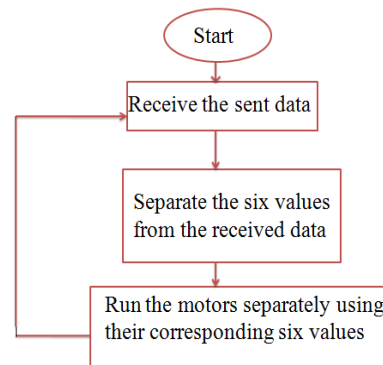 Start
Receive the sent data
Separate the six values
from the received data
Run the motors separately using
their corresponding six values